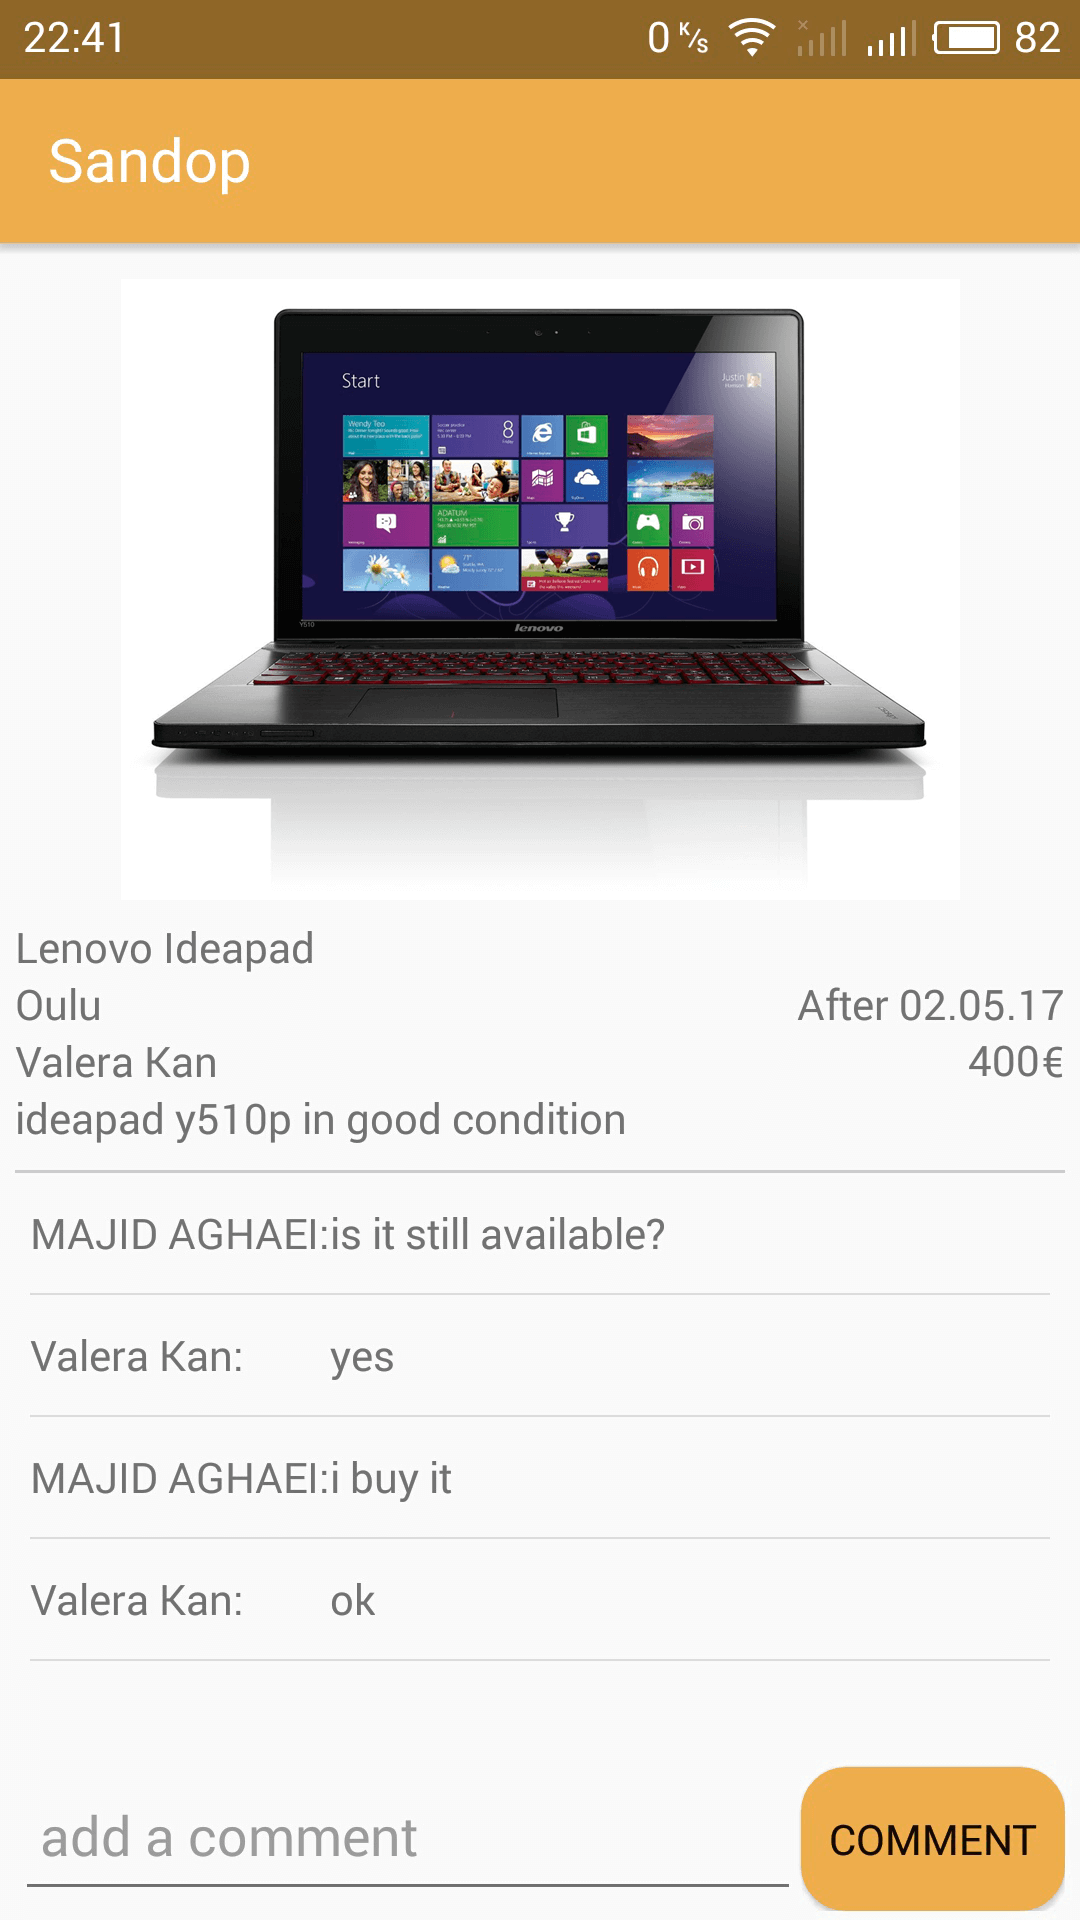 22:41
0 K/s
82
Sandop
Start
Justin
Wendy Teo
8
ADATUM
71°
Y510
lenovo
Lenovo Ideapad
Oulu
After 02.05.17
Valera Kan
400€
ideapad y510p in good condition
MAJID AGHAEI:is it still available?
Valera Kan: yes
MAJID AGHAEI:i buy it
Valera Kan: ok
add a comment
COMMENT